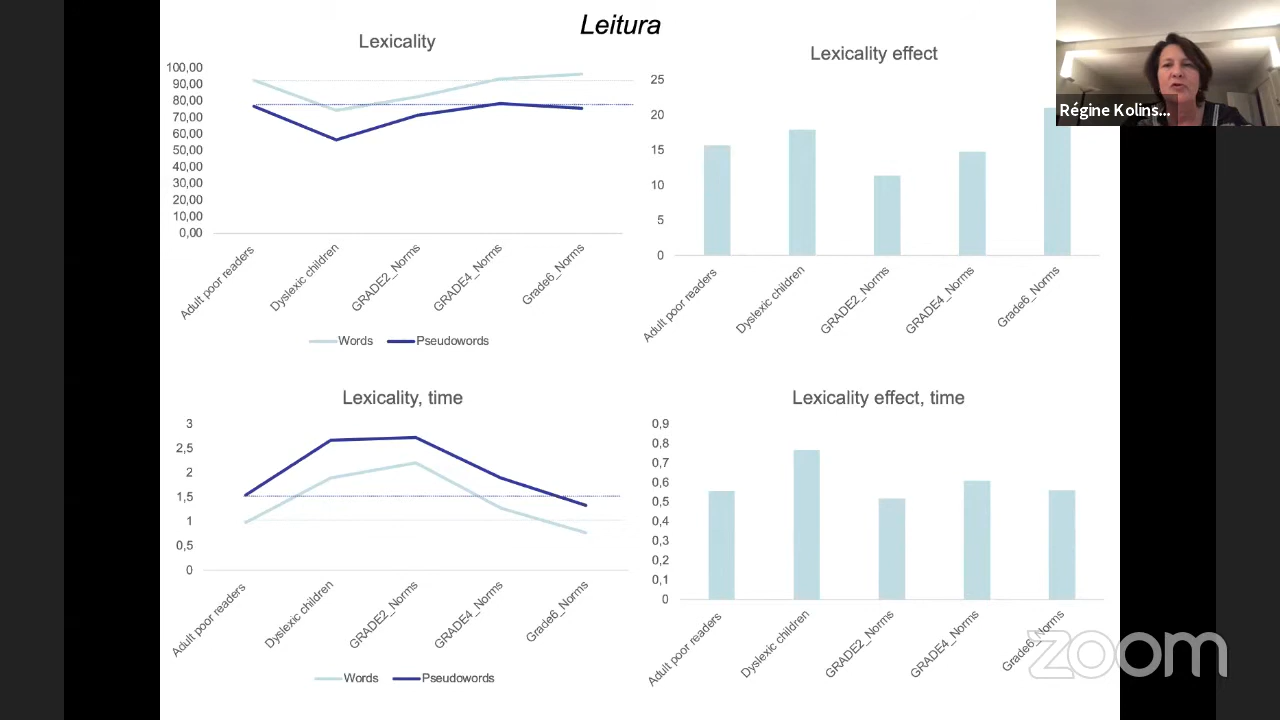 Leitura
Lexicality
100,00
90,00
80,00
70,00
60,00
50,00
40,00
30,00
20,00
10,00
0,00
Adult poor readers
Dyslexic children
GRADE2_Norms
GRADE4_Norms
Grade6_Norms
Words
Pseudowords
Lexicality effect
25
20
15
10
5
0
Adult poor readers
Dyslexic children
GRADE2_Norms
GRADE4_Norms
Grade6_Norms
Régine Kolins...
Lexicality, time
3
2,5
2
1,5
1
0,5
0
Adult poor readers
Dyslexic children
GRADE2_Norms
GRADE4_Norms
Grade6_Norms
Words
Pseudowords
Lexicality effect, time
0,9
0,8
0,7
0,6
0,5
0,4
0,3
0,2
0,1
0
Adult poor readers
Dyslexic children
GRADE2_Norms
GRADE4_Norms
Grade6_Norms
zoom